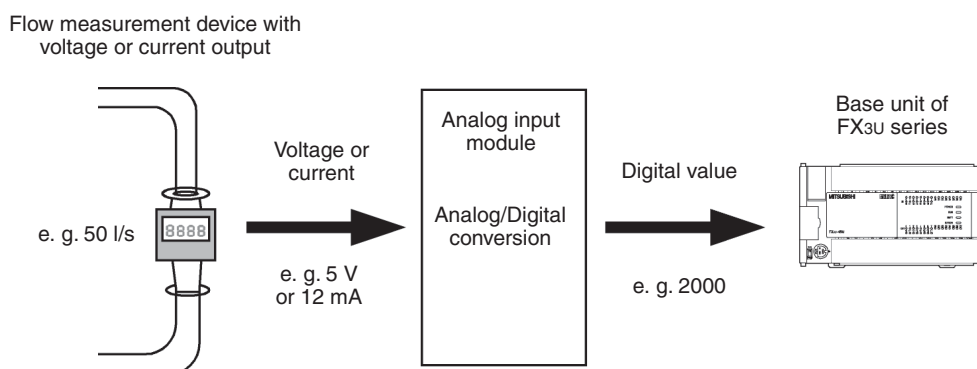 Flow measurement device with
voltage or current output
e. g. 50 l/s
8888
Voltage or
current
e. g. 5 V
or 12 mA
Analog input
module
Analog/Digital
conversion
Digital value
e. g. 2000
Base unit of
FX3U series
MITSUBISHI